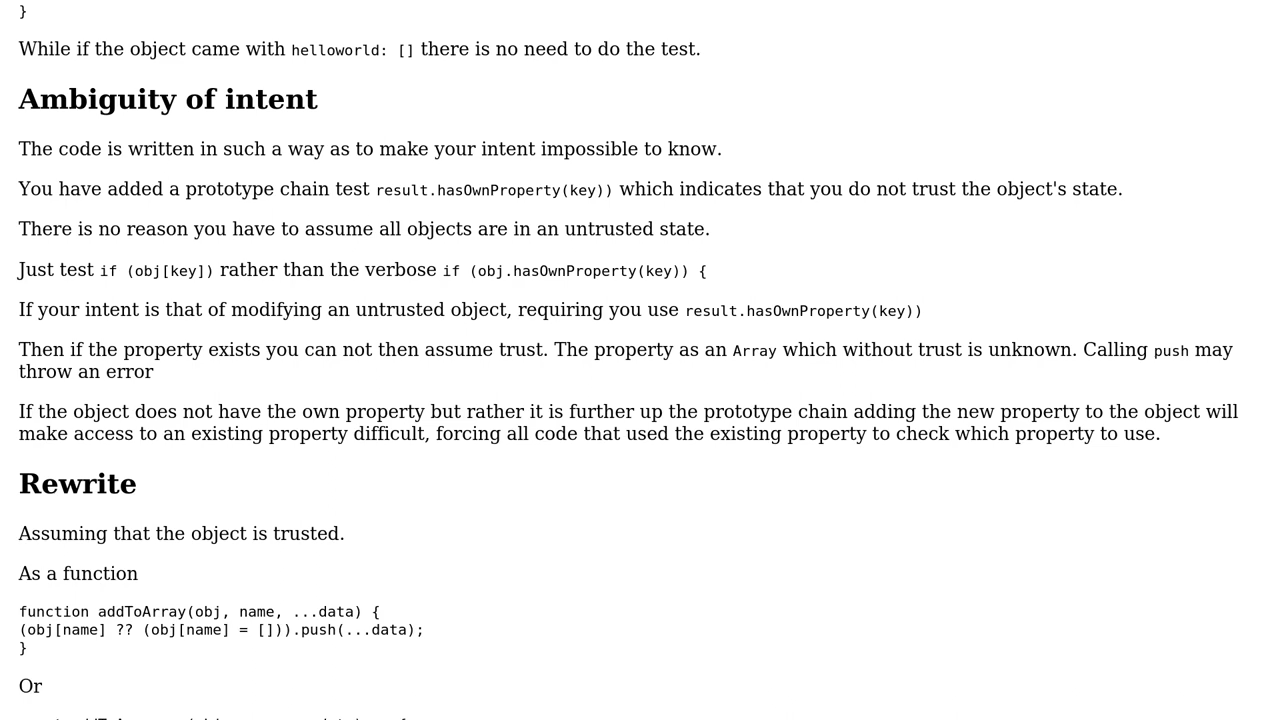 }
While if the object came with helloworld: [] there is no need to do the test.
Ambiguity of intent
The code is written in such a way as to make your intent impossible to know.
You have added a prototype chain test result.hasOwnProperty(key)) which indicates that you do not trust the object's state.
There is no reason you have to assume all objects are in an untrusted state.
Just test if (obj[key]) rather than the verbose if (obj.hasOwnProperty(key)) {
If your intent is that of modifying an untrusted object, requiring you use result.hasOwnProperty(key))
Then if the property exists you can not then assume trust. The property as an Array which without trust is unknown. Calling push may
throw an error
If the object does not have the own property but rather it is further up the prototype chain adding the new property to the object will
make access to an existing property difficult, forcing all code that used the existing property to check which property to use.
Rewrite
Assuming that the object is trusted.
As a function
function addToArray(obj, name, ...data) {
(obj[name] ?? (obj[name] = [])).push(...data);
}
Or